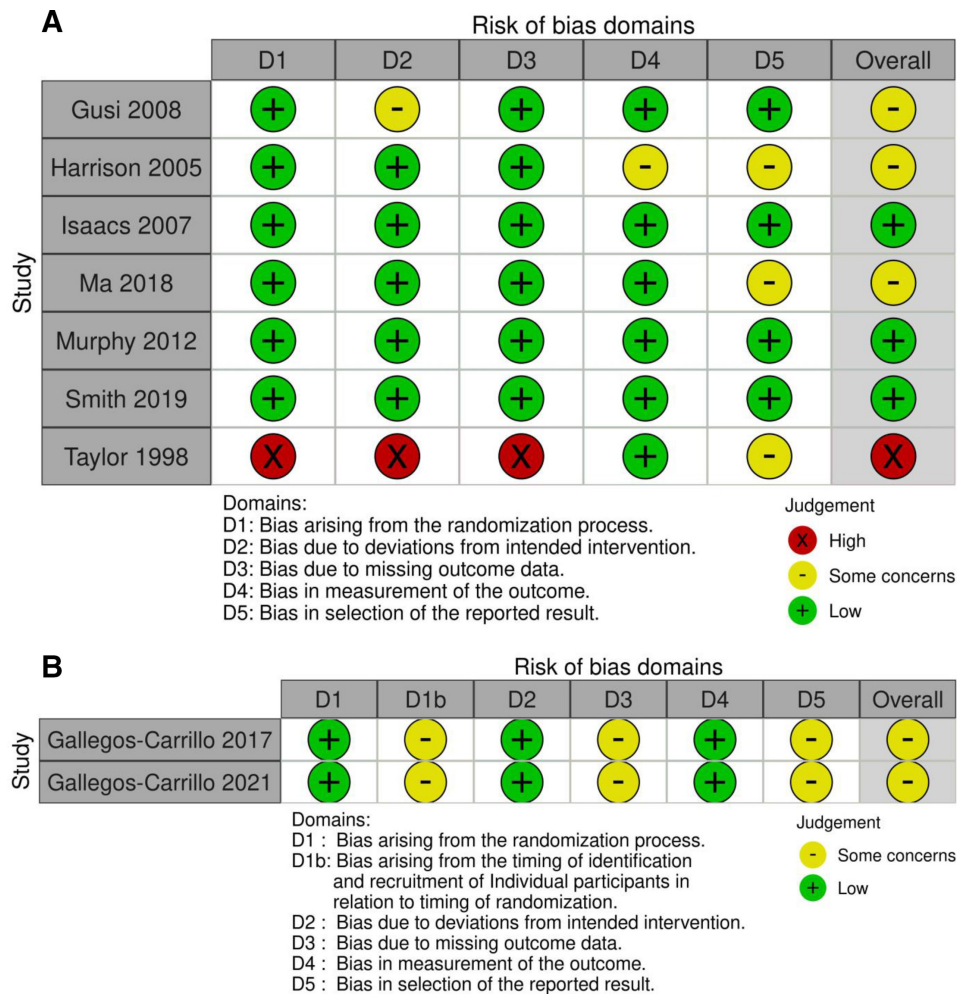 A
Risk of bias domains
D1 D2 D3 D4 D5 Overall
Study
Gusi 2008 + - + + + -
Harrison 2005 + + + - - -
Isaacs 2007 + + + + + +
Ma 2018 + + + + - -
Murphy 2012 + + + + + +
Smith 2019 + + + + + +
Taylor 1998 X X X + - X
Domains:
D1: Bias arising from the randomization process.
D2: Bias due to deviations from intended intervention.
D3: Bias due to missing outcome data.
D4: Bias in measurement of the outcome.
D5: Bias in selection of the reported result.
Judgement
X High
- Some concerns
+ Low
B
Risk of bias domains
D1 D1b D2 D3 D4 D5 Overall
Study
Gallegos-Carrillo 2017 + - + - + - -
Gallegos-Carrillo 2021 + - + - + - -
Domains:
D1 : Bias arising from the randomization process.
D1b: Bias arising from the timing of identification
and recruitment of Individual participants in
relation to timing of randomization.
D2 : Bias due to deviations from intended intervention.
D3 : Bias due to missing outcome data.
D4 : Bias in measurement of the outcome.
D5 : Bias in selection of the reported result.
Judgement
- Some concerns
+ Low